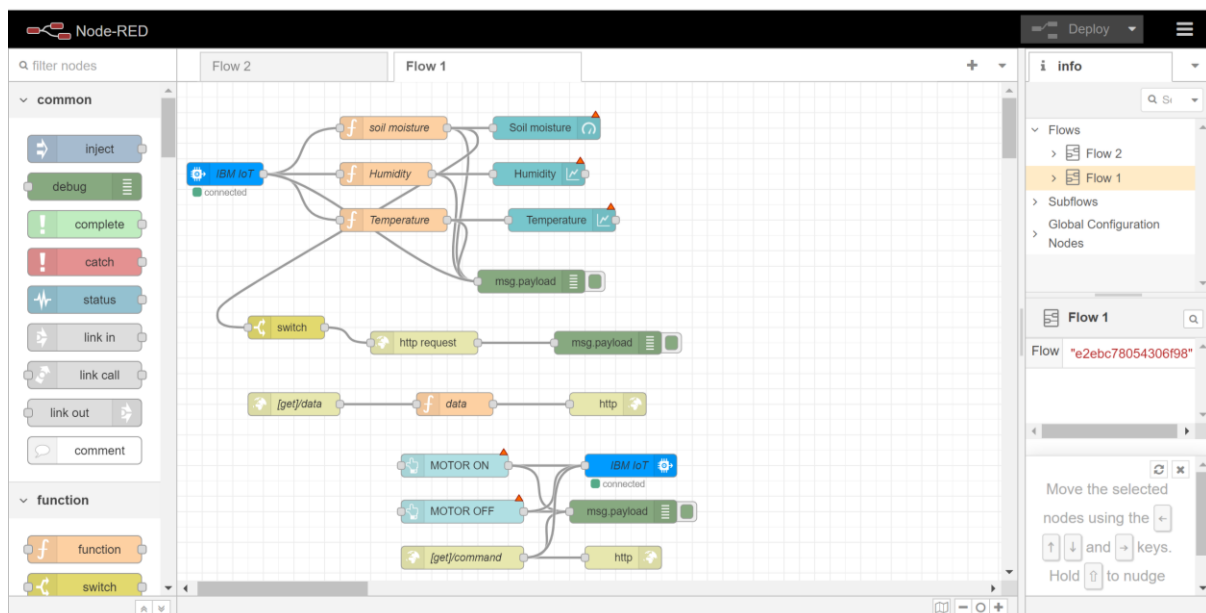 Node-RED
Deploy
filter nodes
Flow 2
Flow 1
info
common
inject
debug
complete
catch
status
link in
link call
link out
comment
function
function
switch
IBM IoT
connected
soil moisture
Soil moisture
Humidity
Humidity
Temperature
Temperature
msg.payload
switch
http request
msg.payload
[get]/data
data
http
MOTOR ON
IBM IoT
connected
MOTOR OFF
msg.payload
[get]/command
http
Flows
Flow 2
Flow 1
Subflows
Global Configuration
Nodes
Flow 1
Flow "e2ebc78054306f98"
Move the selected
nodes using the ←
↑ ↓ and → keys.
Hold ⇧ to nudge